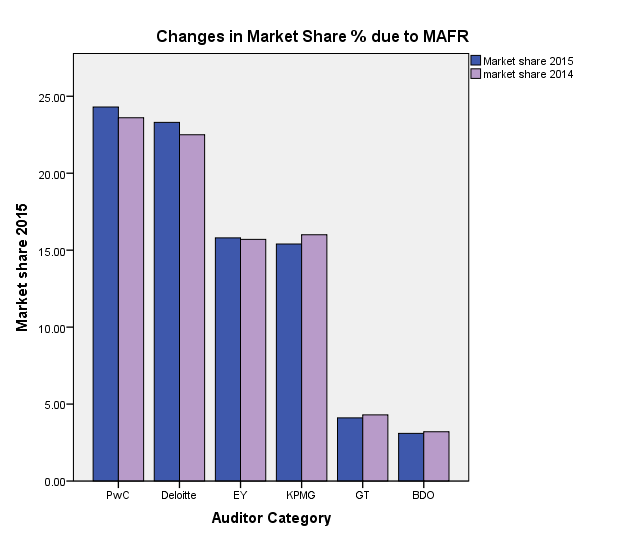 Changes in Market Share % due to MAFR
Market share 2015
market share 2014
Market share 2015
25.00
20.00
15.00
10.00
5.00
0.00
PwC Deloitte EY KPMG GT BDO
Auditor Category